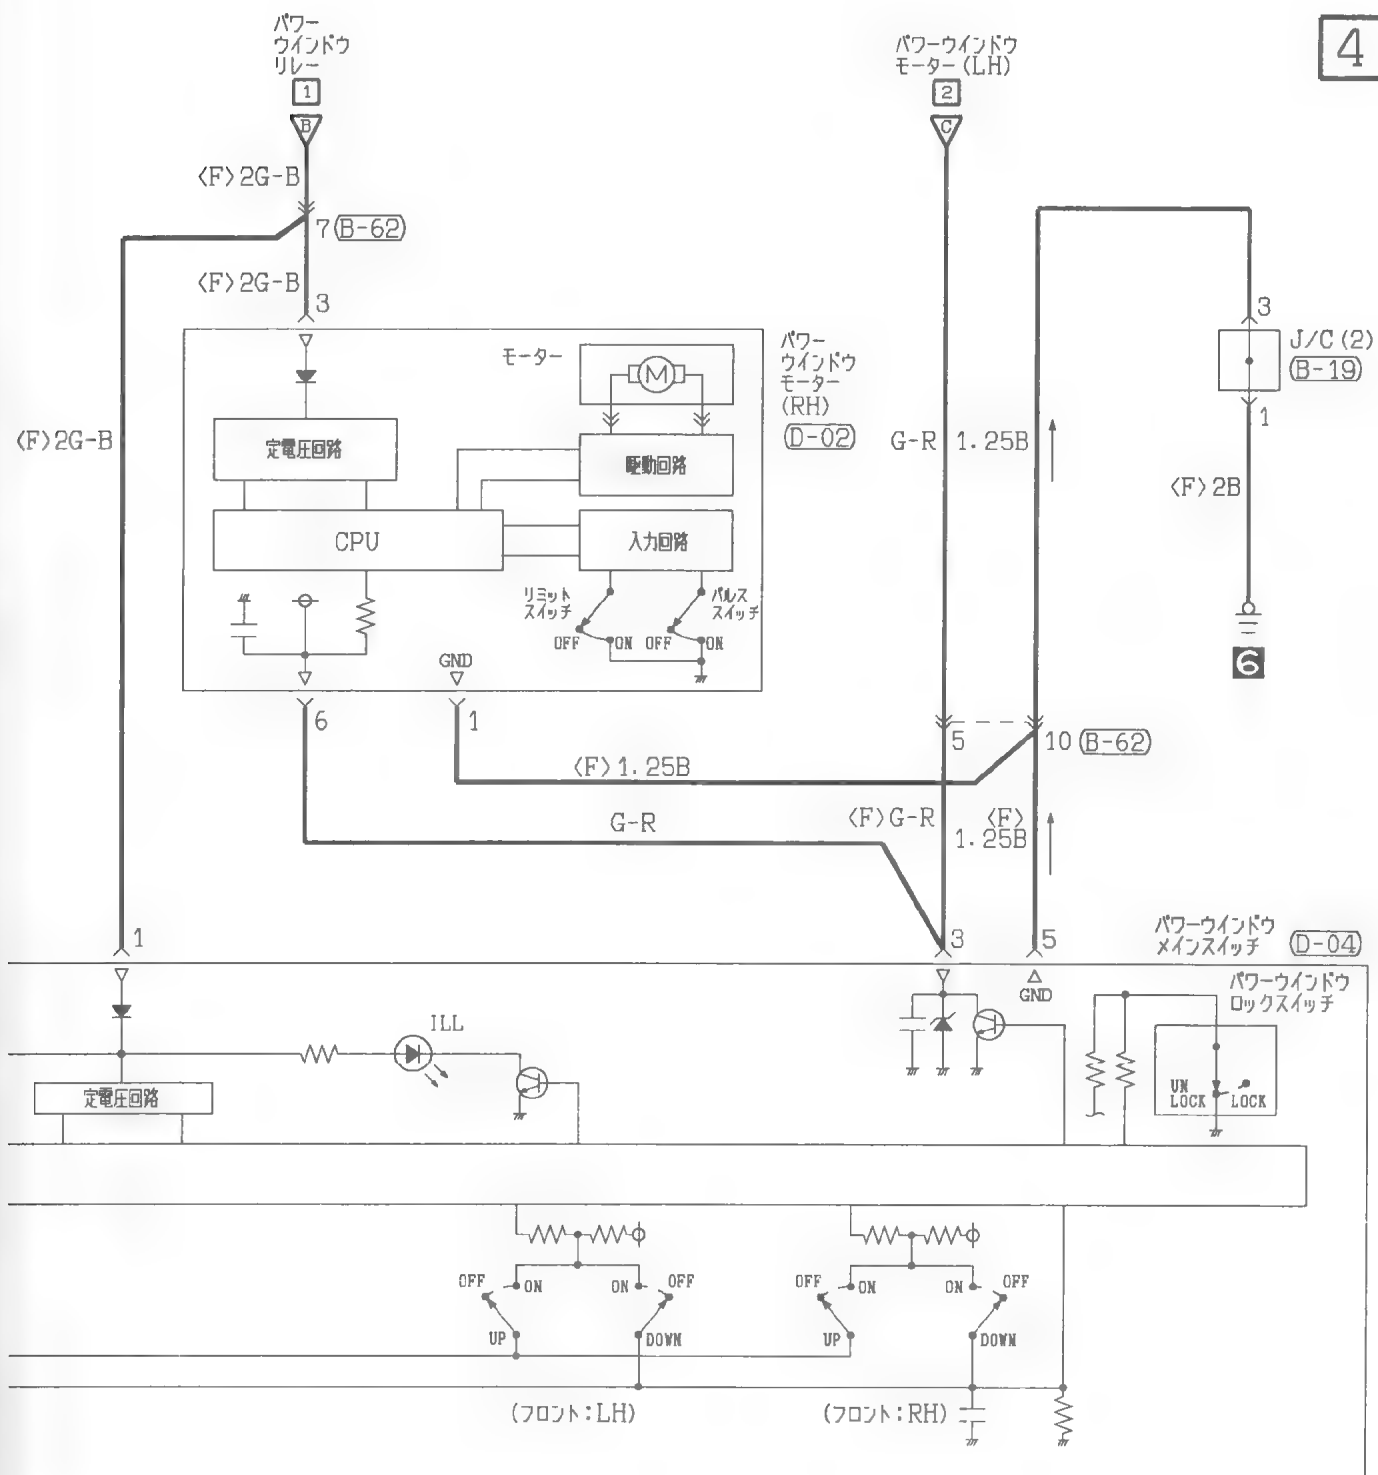 パワー
ウインドウ
リレー
1
B
パワーウインドウ
モーター(LH)
2
C
4
〈F〉2G-B
7 (B-62)
〈F〉2G-B
3
3
J/C(2)
(B-19)
1
モーター
M
パワー
ウインドウ
モーター
(RH)
(D-02)
〈F〉2G-B
定電圧回路
駆動回路
G-R
1.25B
〈F〉2B
CPU
入力回路
リミット
スイッチ
パルス
スイッチ
OFF
ON
OFF
ON
GND
6
6
1
5
10 (B-62)
〈F〉1.25B
G-R
〈F〉G-R
〈F〉
1.25B
1
3
5
パワーウインドウ
メインスイッチ
(D-04)
GND
パワーウインドウ
ロックスイッチ
ILL
定電圧回路
UN
LOCK
LOCK
OFF
ON
ON
OFF
OFF
ON
ON
OFF
UP
DOWN
UP
DOWN
(フロント:LH)
(フロント:RH)